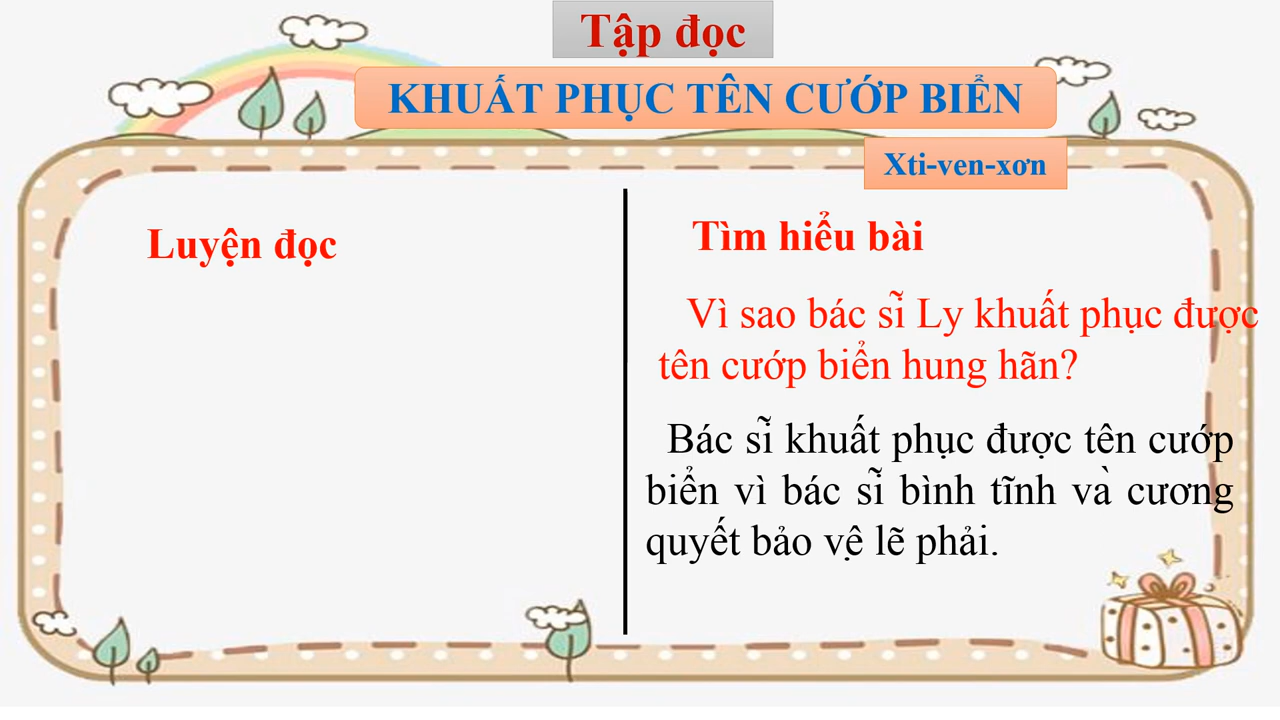 Tập đọc
KHUẤT PHỤC TÊN CƯỚP BIỂN
Xti-ven-xơn
Luyện đọc
Tìm hiểu bài
Vì sao bác sĩ Ly khuất phục được
tên cướp biển hung hãn?
Bác sĩ khuất phục được tên cướp
biển vì bác sĩ bình tĩnh và cương
quyết bảo vệ lẽ phải.